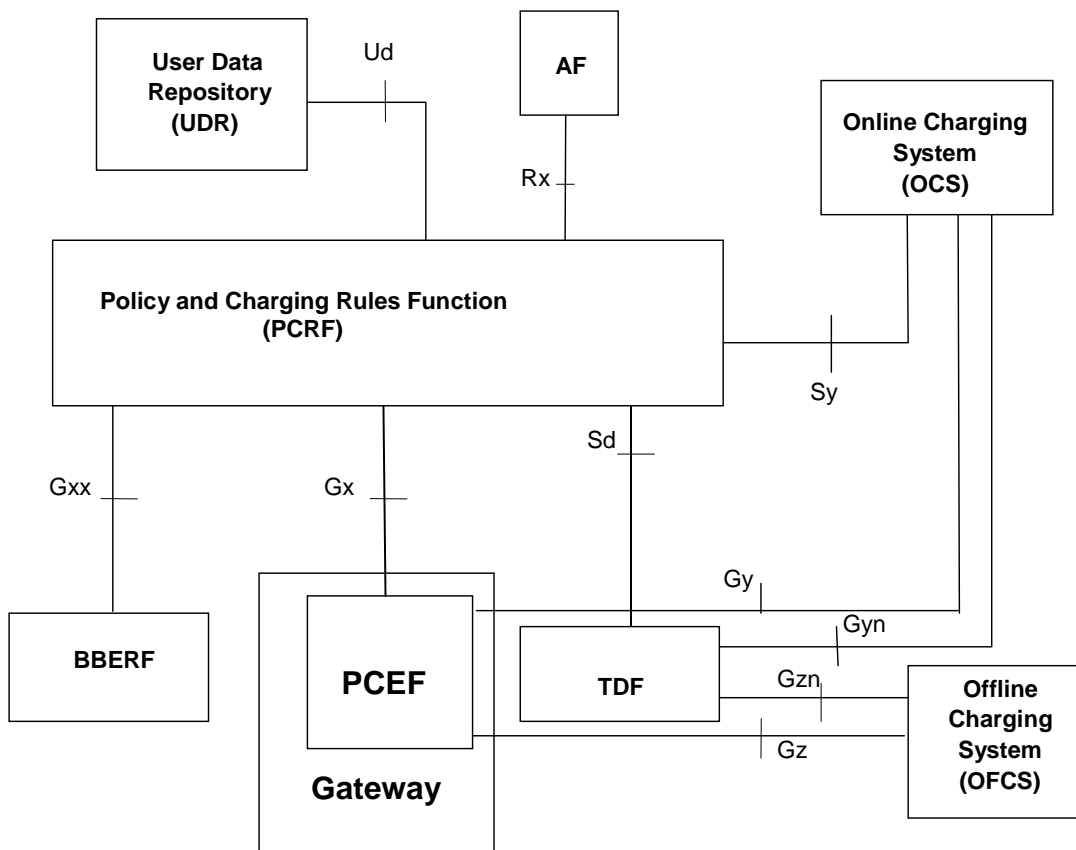 User Data
Repository
(UDR)
Ud
AF
Online Charging
System
(OCS)
Rx
Policy and Charging Rules Function
(PCRF)
Sy
Sd
Gxx
Gx
Gy
Gyn
BBERF
PCEF
TDF
Gzn
Offline
Charging
System
(OFCS)
Gz
Gateway